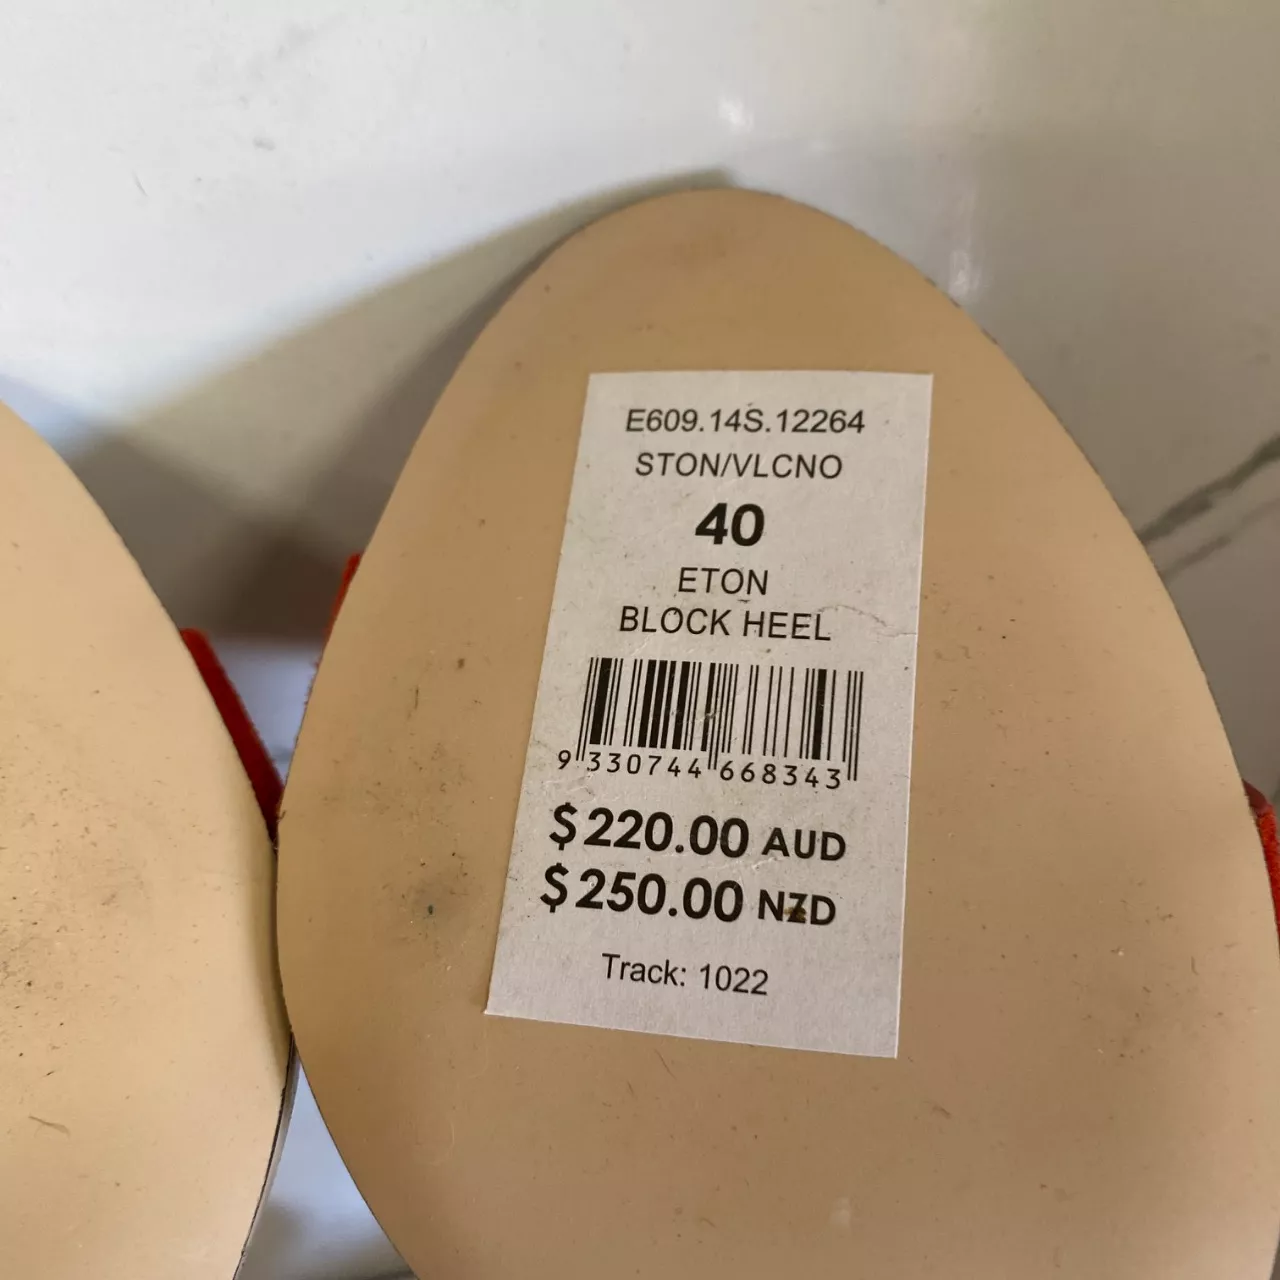 E609.14S.12264
STON/VLCNO
40
ETON
BLOCK HEEL
9 330744 668343
$220.00 AUD
$250.00 NZD
Track: 1022